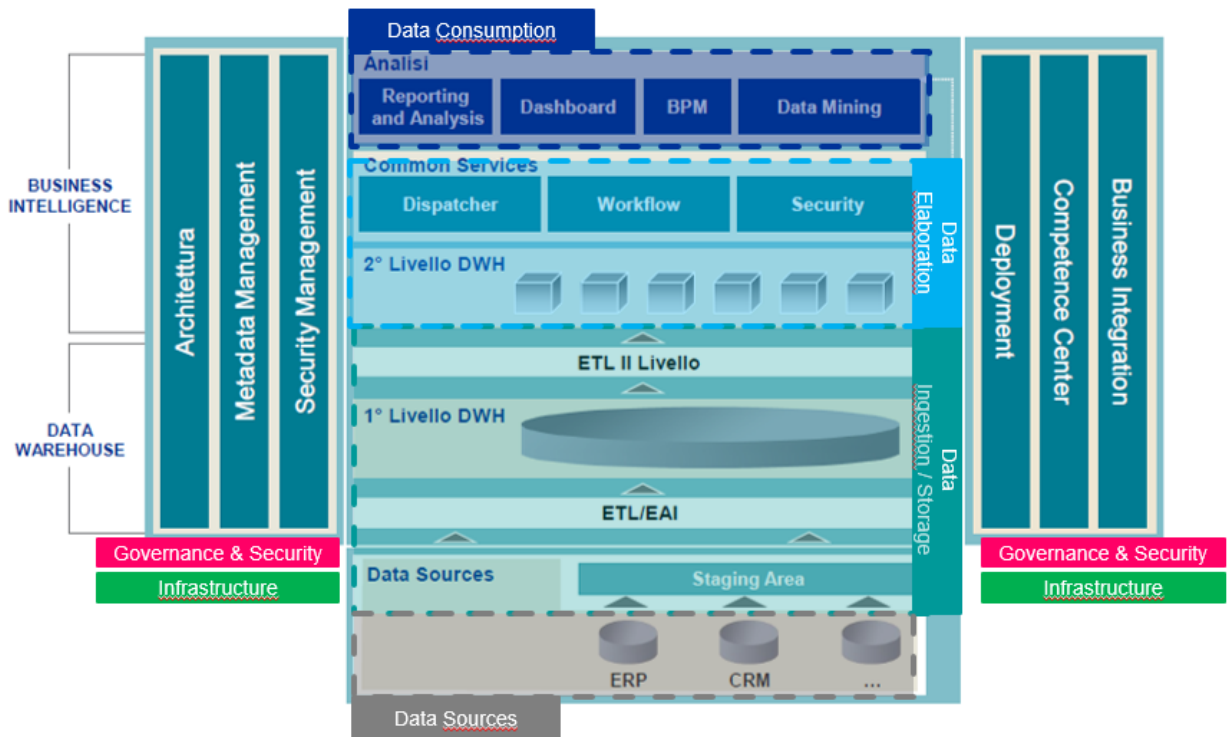 Data Consumption
Analisi
Reporting
and Analysis
Dashboard
BPM
Data Mining
Common Services
Dispatcher
Workflow
Security
2° Livello DWH
ETL II Livello
1° Livello DWH
ETL/EAI
Data Sources
Staging Area
ERP
CRM
...
Data Sources
BUSINESS
INTELLIGENCE
DATA
WAREHOUSE
Architettura
Metadata Management
Security Management
Governance & Security
Infrastructure
Data
Elaboration
Data
Ingestion / Storage
Deployment
Competence Center
Business Integration
Governance & Security
Infrastructure